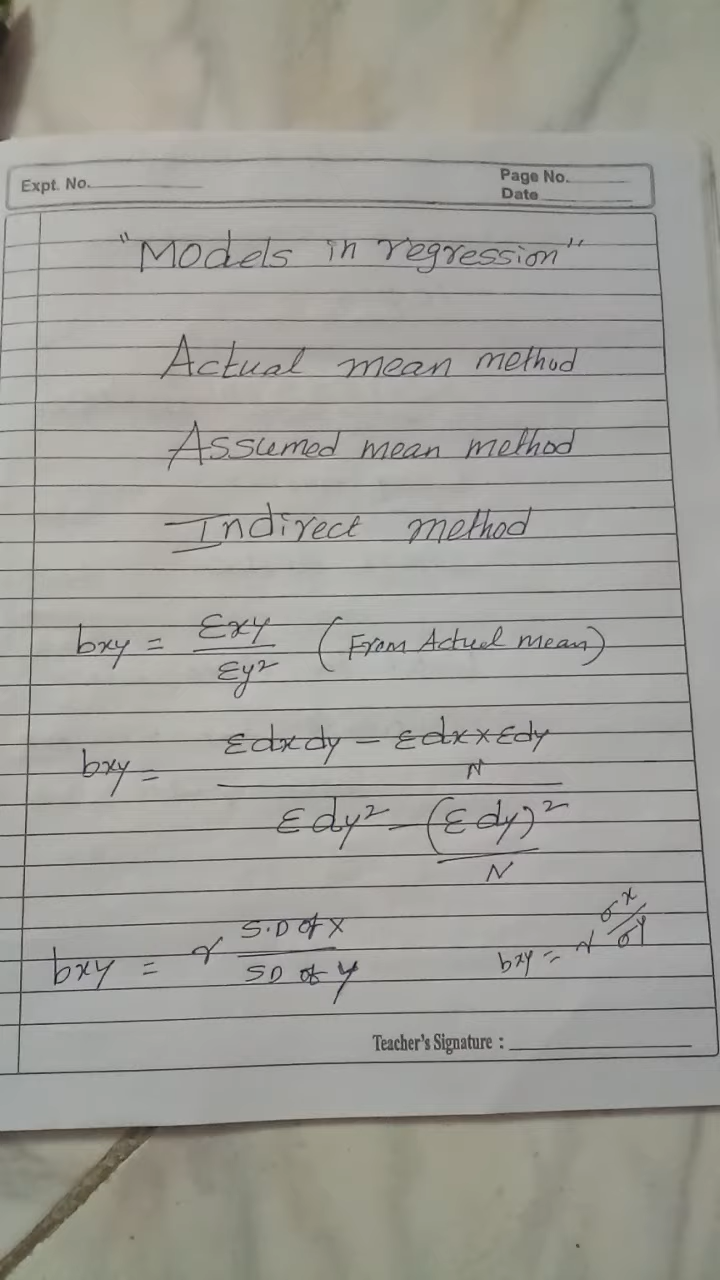 Expt. No.
Page No.
Date
"Models in regression"
Actual mean method
Assumed mean method
Indirect method
bxy = Σxy / Σy² (From Actual mean)
bxy = Σdxdy - Σdx x Σdy / N
Σdy² - (Σdy)² / N
bxy = r S.D of X / SD of y
bxy = r σx / σy
Teacher's Signature :